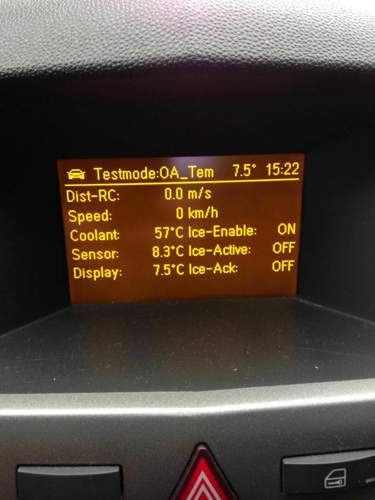 Testmode:OA_Tem 7.5° 15:22
Dist-RC: 0.0 m/s
Speed: 0 km/h
Coolant: 57°C Ice-Enable: ON
Sensor: 8.3°C Ice-Active: OFF
Display: 7.5°C Ice-Ack: OFF